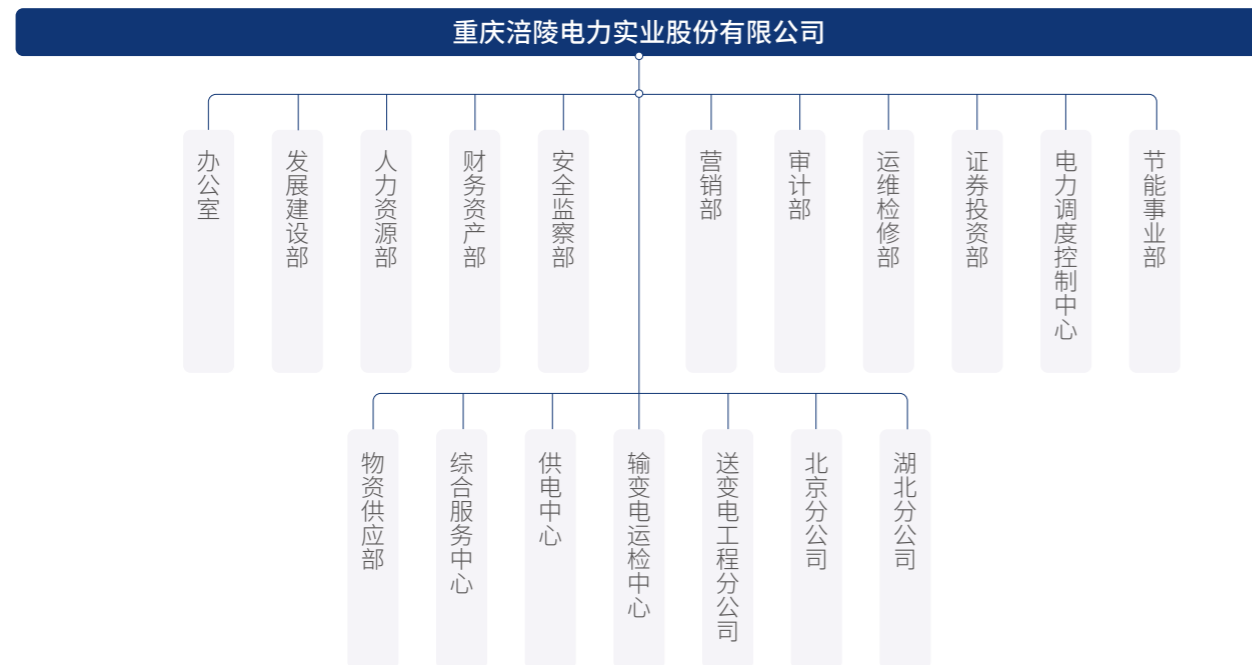 重庆涪陵电力实业股份有限公司
办公室
发展建设部
人力资源部
财务资产部
安全监察部
营销部
审计部
运维检修部
证券投资部
电力调度控制中心
节能事业部
物资供应部
综合服务中心
供电中心
输变电运检中心
送变电工程分公司
北京分公司
湖北分公司